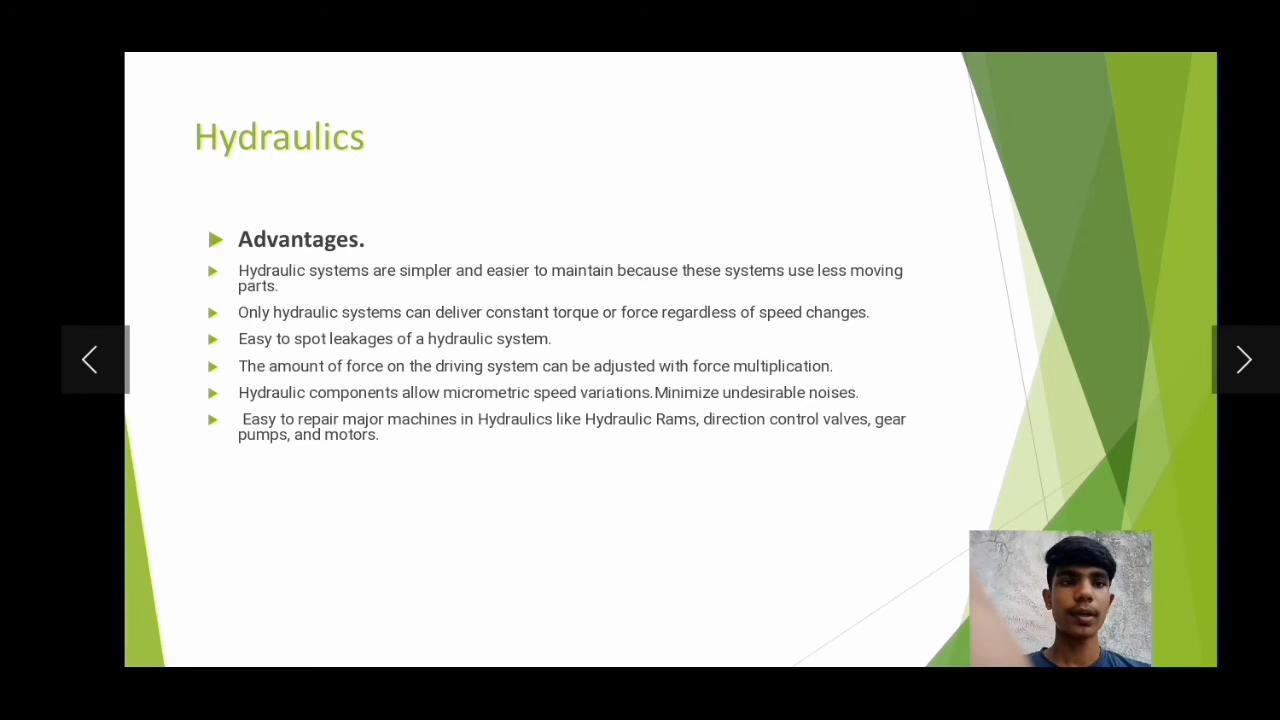 Hydraulics
Advantages.
Hydraulic systems are simpler and easier to maintain because these systems use less moving
parts.
Only hydraulic systems can deliver constant torque or force regardless of speed changes.
Easy to spot leakages of a hydraulic system.
The amount of force on the driving system can be adjusted with force multiplication.
Hydraulic components allow micrometric speed variations.Minimize undesirable noises.
Easy to repair major machines in Hydraulics like Hydraulic Rams, direction control valves, gear
pumps, and motors.